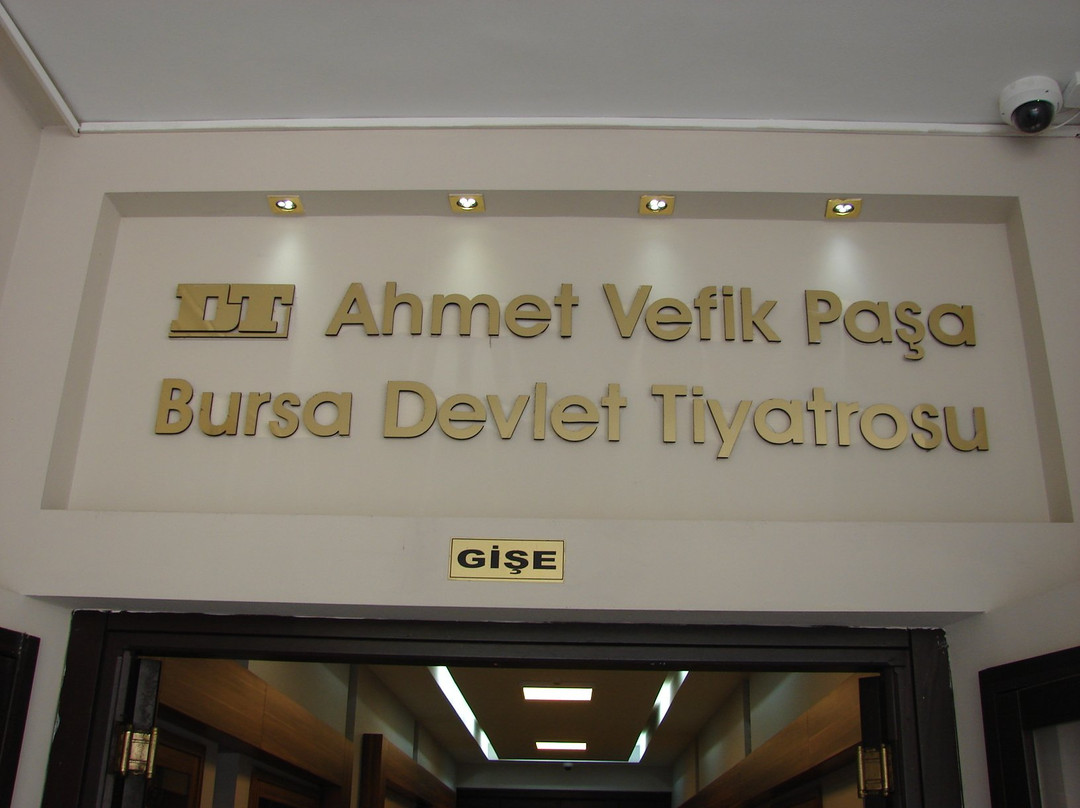 DT Ahmet Vefik Paşa
Bursa Devlet Tiyatrosu
GİŞE